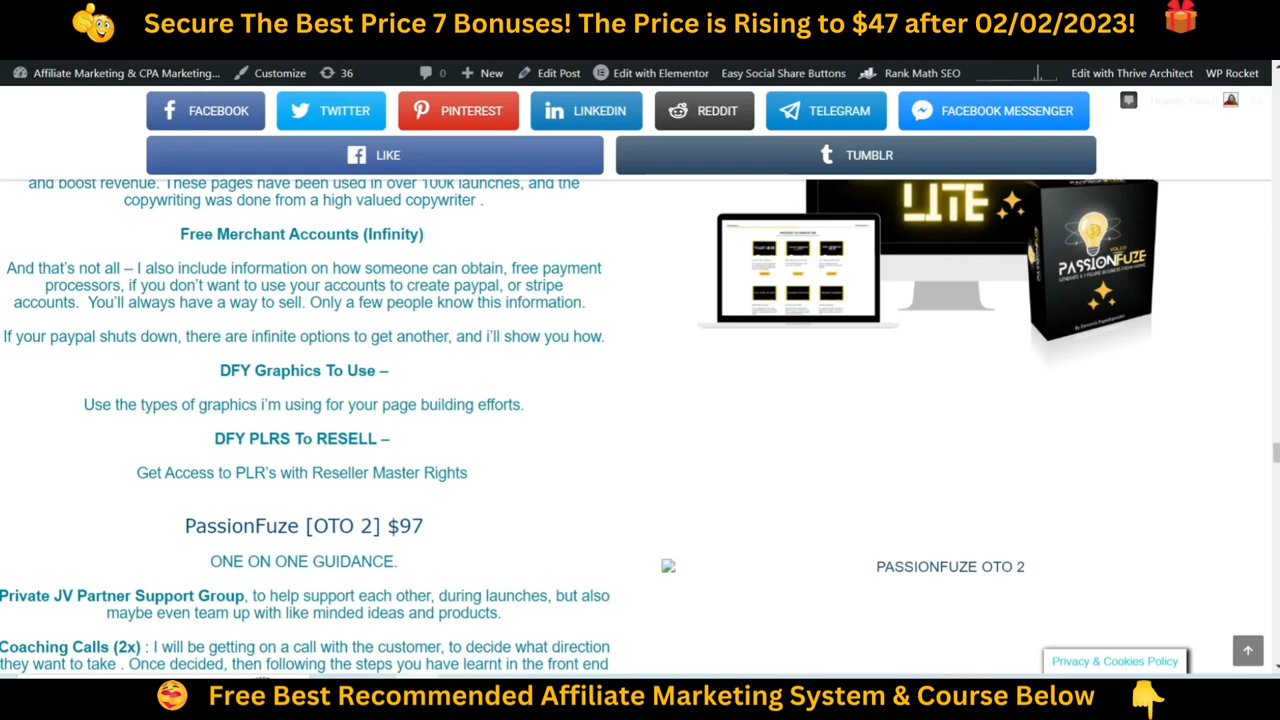 Secure The Best Price 7 Bonuses! The Price is Rising to $47 after 02/02/2023!
Affiliate Marketing & CPA Marketing... Customize 36 0 New Edit Post Edit with Elementor Easy Social Share Buttons Rank Math SEO Edit with Thrive Architect WP Rocket
FACEBOOK TWITTER PINTEREST LINKEDIN REDDIT TELEGRAM FACEBOOK MESSENGER
LIKE TUMBLR
and boost revenue. These pages have been used in over 100k launches, and the
copywriting was done from a high valued copywriter .
Free Merchant Accounts (Infinity)
And that's not all – I also include information on how someone can obtain, free payment
processors, if you don't want to use your accounts to create paypal, or stripe
accounts. You'll always have a way to sell. Only a few people know this information.
If your paypal shuts down, there are infinite options to get another, and i'll show you how.
DFY Graphics To Use –
Use the types of graphics i'm using for your page building efforts.
DFY PLRS To RESELL –
Get Access to PLR's with Reseller Master Rights
PassionFuze [OTO 2] $97
ONE ON ONE GUIDANCE.
Private JV Partner Support Group, to help support each other, during launches, but also
maybe even team up with like minded ideas and products.
Coaching Calls (2x) : I will be getting on a call with the customer, to decide what direction
they want to take . Once decided, then following the steps you have learnt in the front end
LITE
PASSIONFUZE
PASSIONFUZE OTO 2
Privacy & Cookies Policy
Free Best Recommended Affiliate Marketing System & Course Below